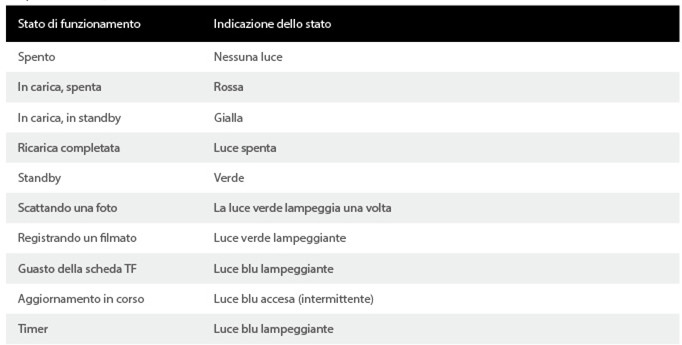 Stato di funzionamento Indicazione dello stato
Spento Nessuna luce
In carica, spenta Rossa
In carica, in standby Gialla
Ricarica completata Luce spenta
Standby Verde
Scattando una foto La luce verde lampeggia una volta
Registrando un filmato Luce verde lampeggiante
Guasto della scheda TF Luce blu lampeggiante
Aggiornamento in corso Luce blu accesa (intermittente)
Timer Luce blu lampeggiante